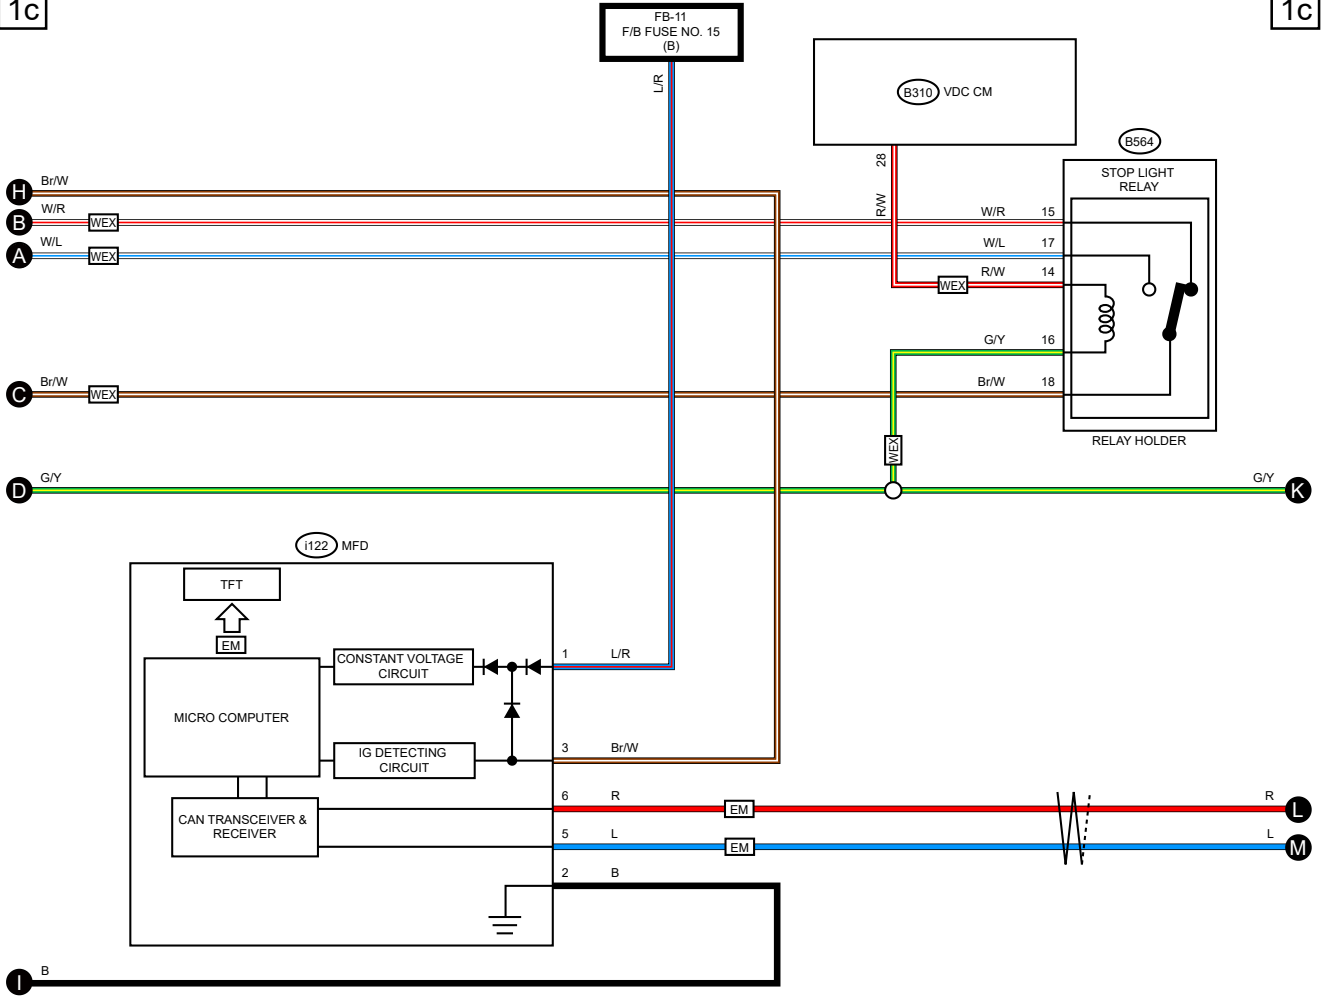 1c
1c
FB-11
F/B FUSE NO. 15
(B)
L/R
B310 VDC CM
28
R/W
B564
STOP LIGHT
RELAY
H Br/W
B W/R WEX W/R 15
A W/L WEX W/L 17
WEX R/W 14
G/Y 16
C Br/W WEX Br/W 18
RELAY HOLDER
WEX
D G/Y G/Y K
i122 MFD
TFT
EM
CONSTANT VOLTAGE
CIRCUIT
1 L/R
MICRO COMPUTER
IG DETECTING
CIRCUIT
3 Br/W
CAN TRANSCEIVER &
RECEIVER
6 R EM R L
5 L EM L M
2 B
I B